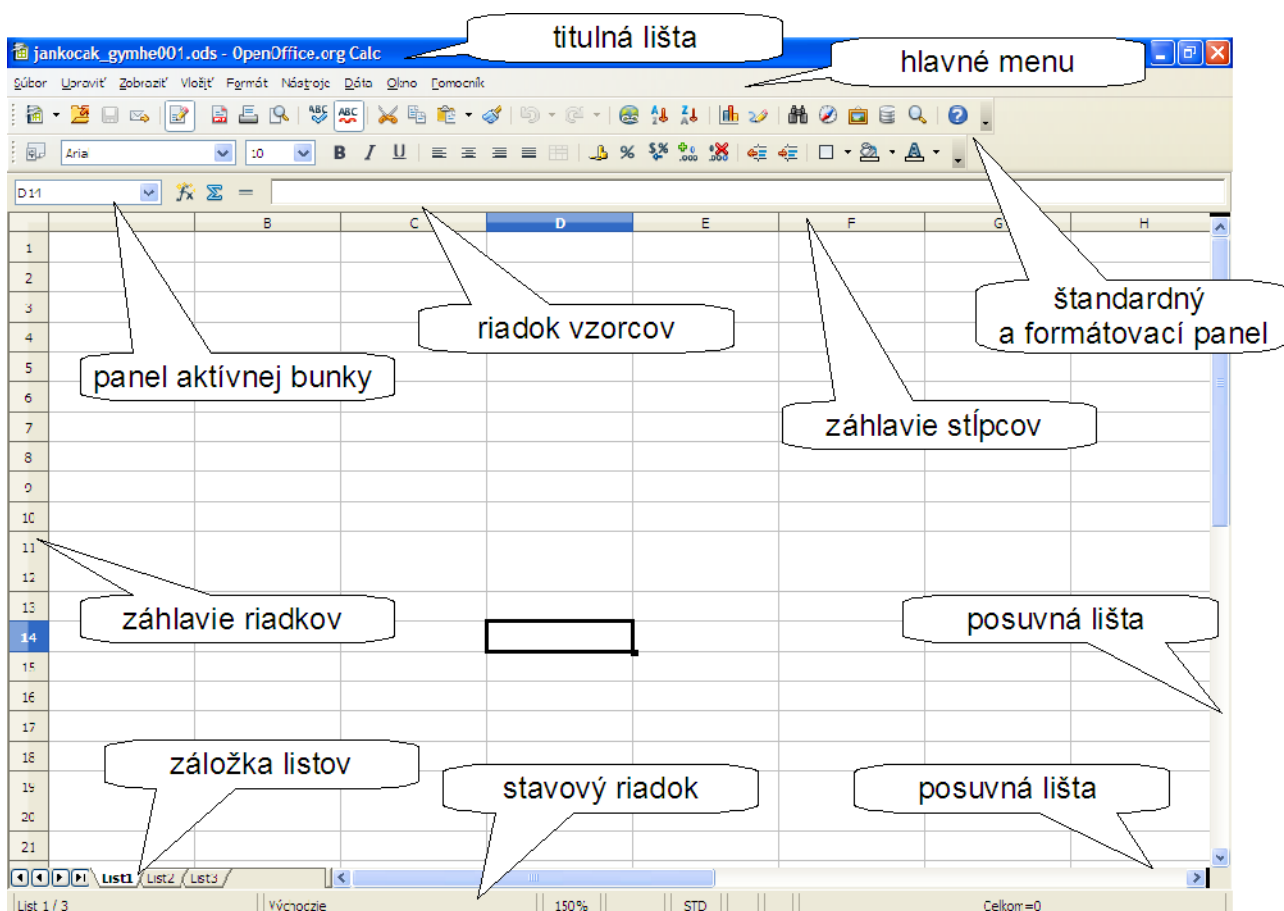 titulná lišta
jankocak_gymhe001.ods - OpenOffice.org Calc
hlavné menu
Súbor Upraviť Zobraziť Vložiť Formát Nástroje Dáta Okno Pomocník
Arial 10 B I U
D14
B C D E F G H
1
2
3
štandardný
a formátovací panel
riadok vzorcov
4
5
panel aktívnej bunky
6
7
záhlavie stĺpcov
8
9
10
11
12
13
záhlavie riadkov
posuvná lišta
14
15
16
17
18
záložka listov
19
stavový riadok
posuvná lišta
20
21
List1 List2 List3
List 1 / 3 Východzie 150% STD Celkom=0